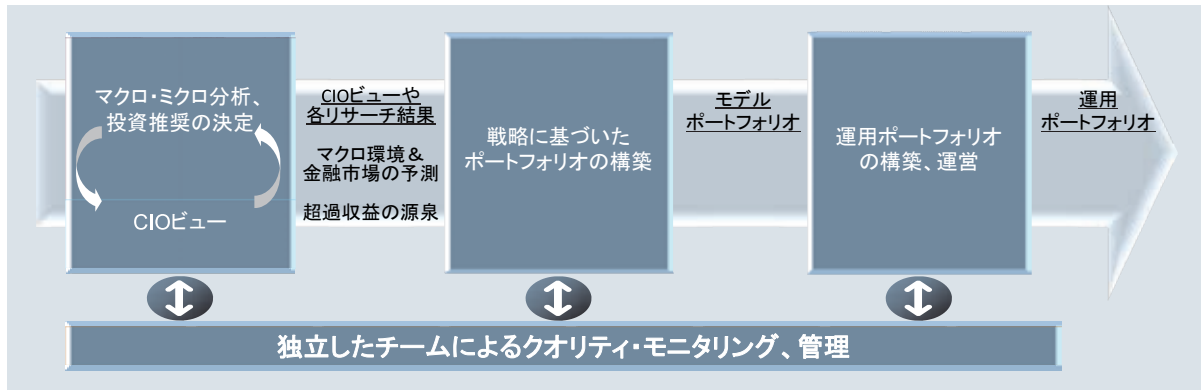 マクロ・ミクロ分析、
投資推奨の決定
CIOビュー
CIOビューや
各リサーチ結果
マクロ環境＆
金融市場の予測
超過収益の源泉
戦略に基づいた
ポートフォリオの構築
モデル
ポートフォリオ
運用ポートフォリオ
の構築、運営
運用
ポートフォリオ
独立したチームによるクオリティ・モニタリング、管理